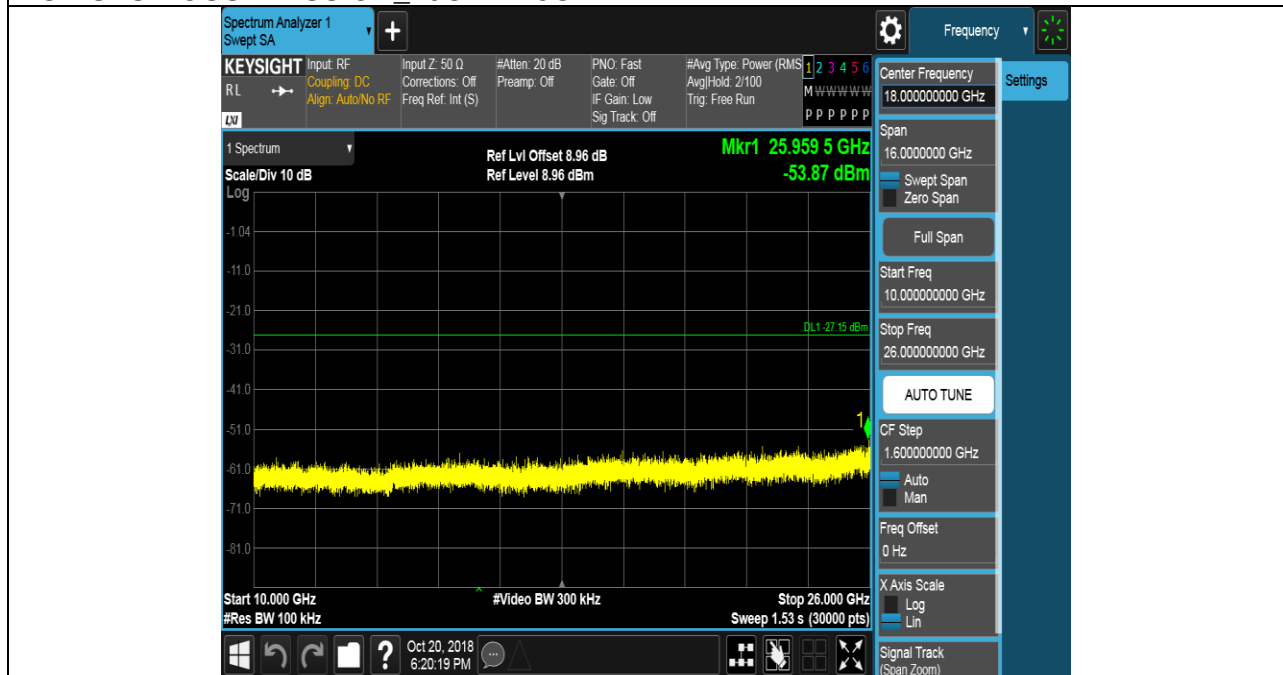 Spectrum Analyzer 1
Swept SA
+
Frequency
KEYSIGHT
RL
LXI
Input: RF
Coupling: DC
Align: Auto/No RF
Input Z: 50 Ω
Corrections: Off
Freq Ref: Int (S)
#Atten: 20 dB
Preamp: Off
PNO: Fast
Gate: Off
IF Gain: Low
Sig Track: Off
#Avg Type: Power (RMS
Avg|Hold: 2/100
Trig: Free Run
1 2 3 4 5 6
M W W W W W
P P P P P P
1 Spectrum
Scale/Div 10 dB
Ref Lvl Offset 8.96 dB
Ref Level 8.96 dBm
Mkr1 25.959 5 GHz
-53.87 dBm
Log
-1.04
-11.0
-21.0
DL1 -27.15 dBm
-31.0
-41.0
1
-51.0
-61.0
-71.0
-81.0
Start 10.000 GHz
#Res BW 100 kHz
#Video BW 300 kHz
Stop 26.000 GHz
Sweep 1.53 s (30000 pts)
?
Oct 20, 2018
6:20:19 PM
Center Frequency
18.000000000 GHz
Settings
Span
16.0000000 GHz
Swept Span
Zero Span
Full Span
Start Freq
10.000000000 GHz
Stop Freq
26.000000000 GHz
AUTO TUNE
CF Step
1.600000000 GHz
Auto
Man
Freq Offset
0 Hz
X Axis Scale
Log
Lin
Signal Track
(Span Zoom)